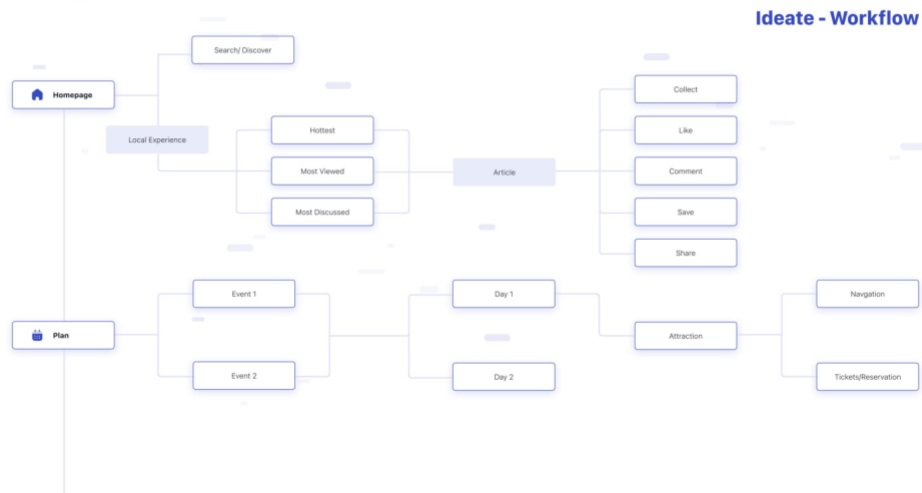 Ideate - Workflow
Search/ Discover
Homepage
Local Experience
Hottest
Most Viewed
Most Discussed
Article
Collect
Like
Comment
Save
Share
Plan
Event 1
Event 2
Day 1
Day 2
Attraction
Navgation
Tickets/Reservation